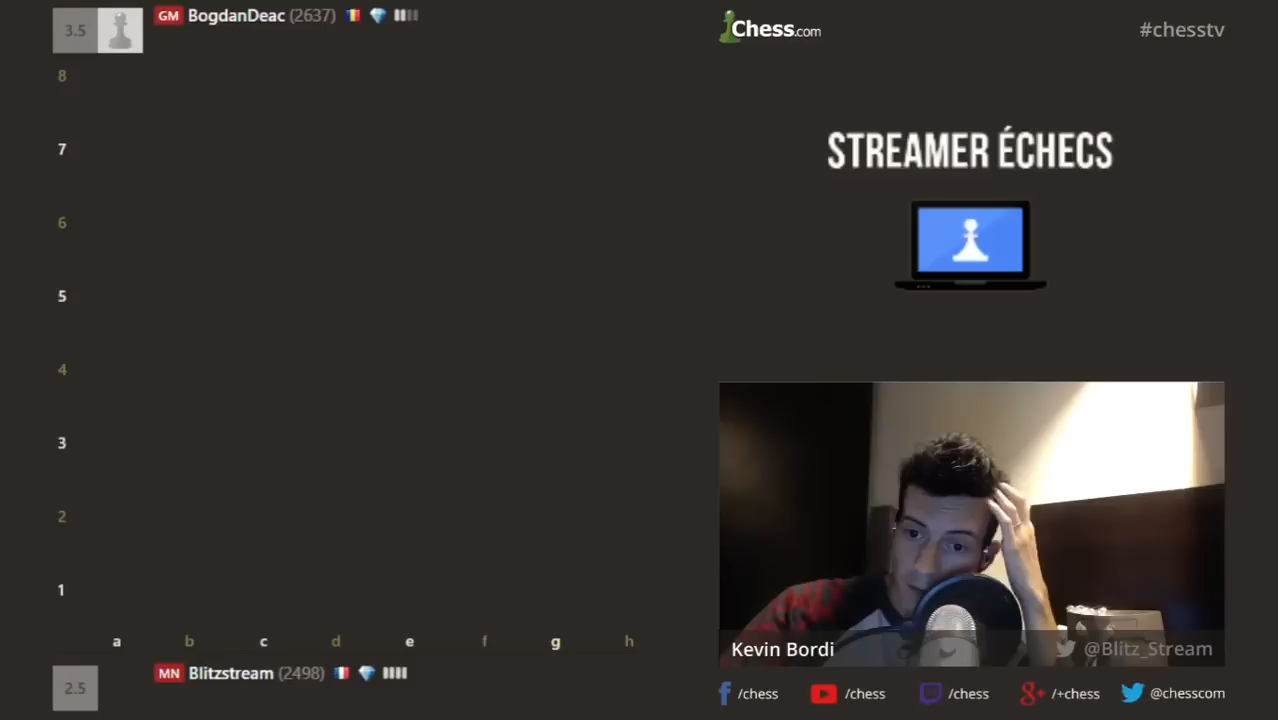 3.5
GM BogdanDeac (2637)
Chess.com
#chesstv
8
7
6
5
4
3
2
1
a b c d e f g h
STREAMER ÉCHECS
Kevin Bordi
@Blitz_Stream
2.5
MN Blitzstream (2498)
/chess
/chess
/chess
/+chess
@chesscom